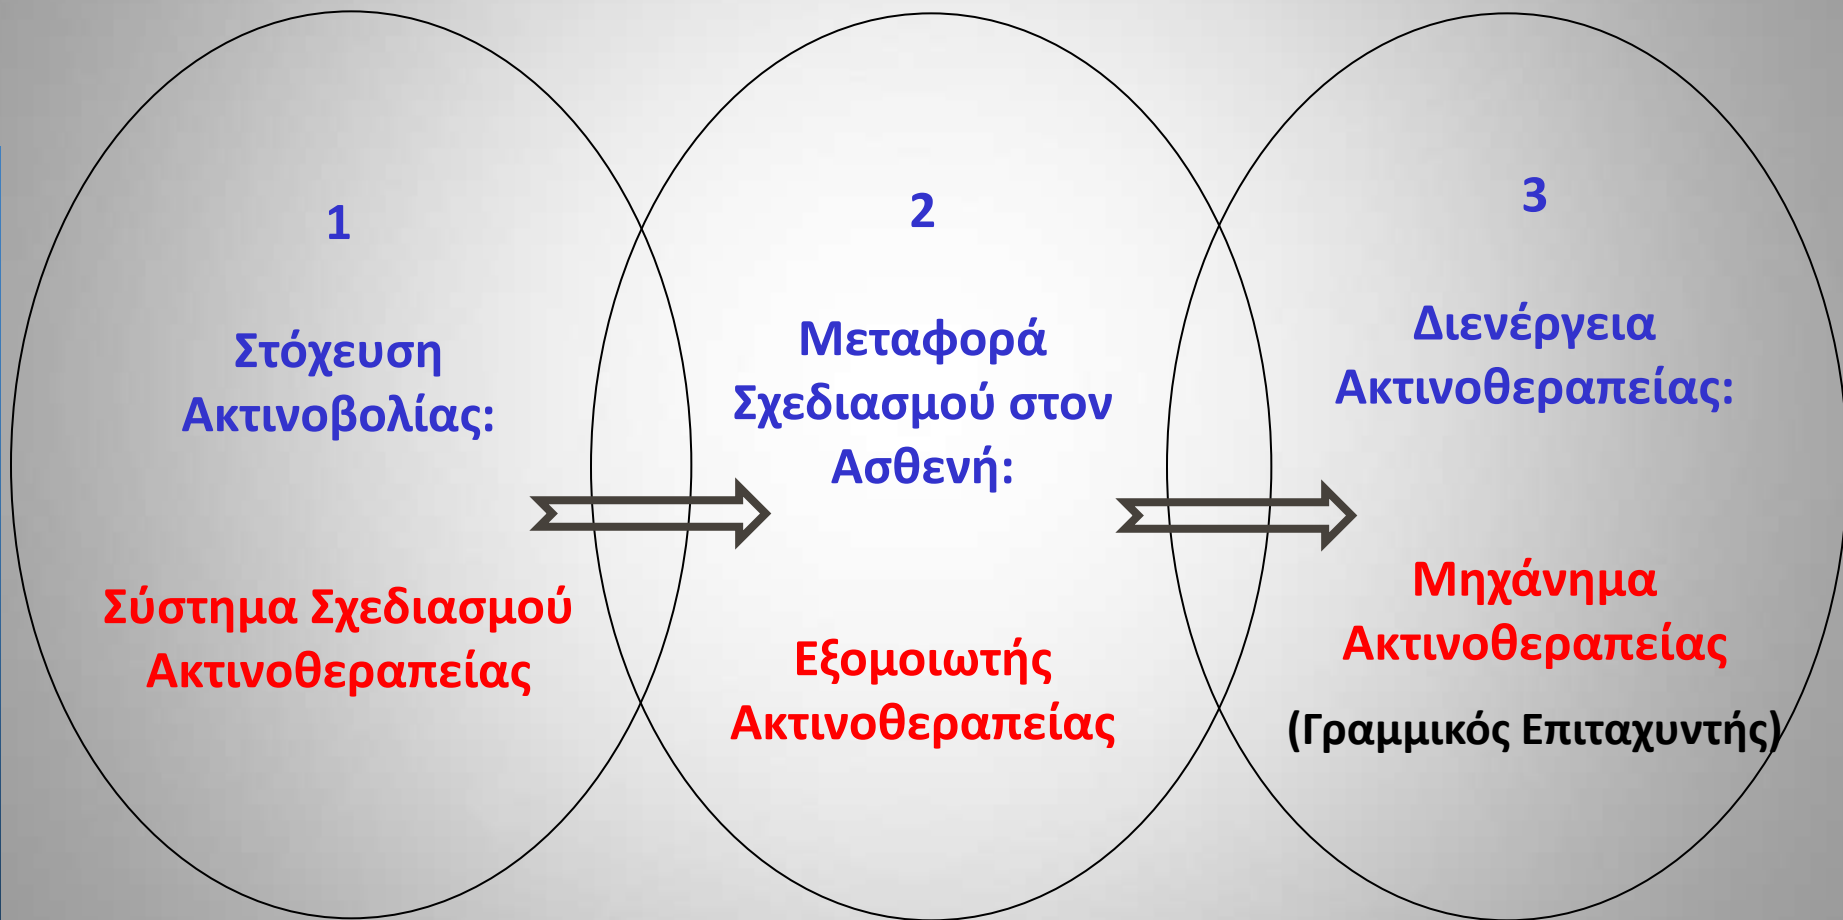 1
Στόχευση
Ακτινοβολίας:
Σύστημα Σχεδιασμού
Ακτινοθεραπείας
2
Μεταφορά
Σχεδιασμού στον
Ασθενή:
Εξομοιωτής
Ακτινοθεραπείας
3
Διενέργεια
Ακτινοθεραπείας:
Μηχάνημα
Ακτινοθεραπείας
(Γραμμικός Επιταχυντής)